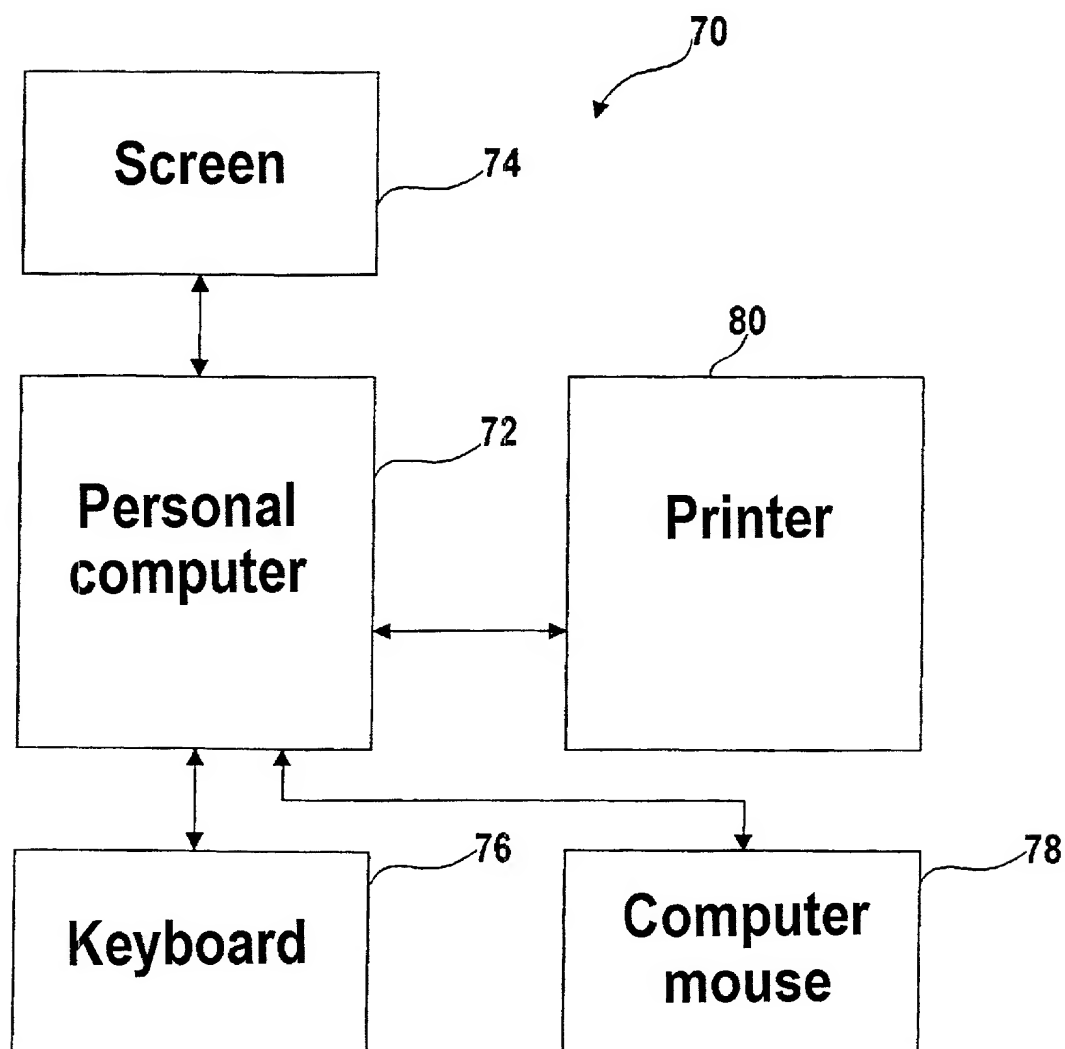 70
Screen
74
80
72
Personal
computer
Printer
76
78
Keyboard
Computer
mouse